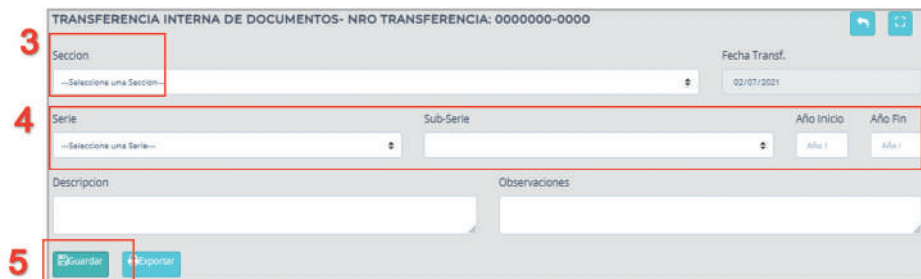 TRANSFERENCIA INTERNA DE DOCUMENTOS- NRO TRANSFERENCIA: 0000000-0000
3
Seccion
Fecha Transf.
---Seleccione una Seccion---
02/07/2021
4
Serie
Sub-Serie
Año Inicio
Año Fin
---Seleccione una Serie---
Año I
Año I
Descripcion
Observaciones
5
Guardar
Exportar